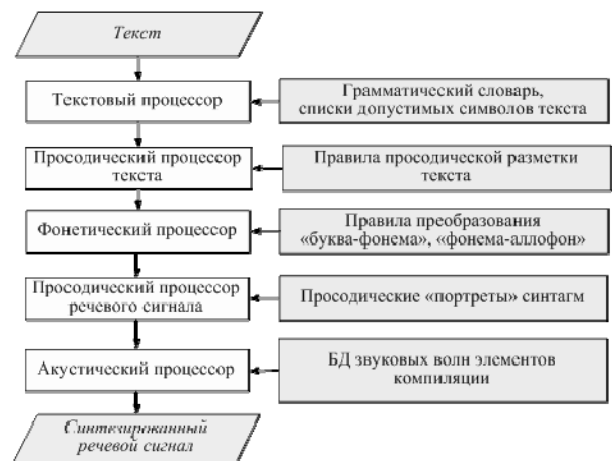 Текст
Текстовый процессор
Грамматический словарь,
списки допустимых символов текста
Просодический процессор
текста
Правила просодической разметки
текста
Фонетический процессор
Правила преобразования
«буква-фонема», «фонема-аллофон»
Просодический процессор
речевого сигнала
Просодические «портреты» синтагм
Акустический процессор
БД звуковых волн элементов
компиляции
Синтезированный
речевой сигнал